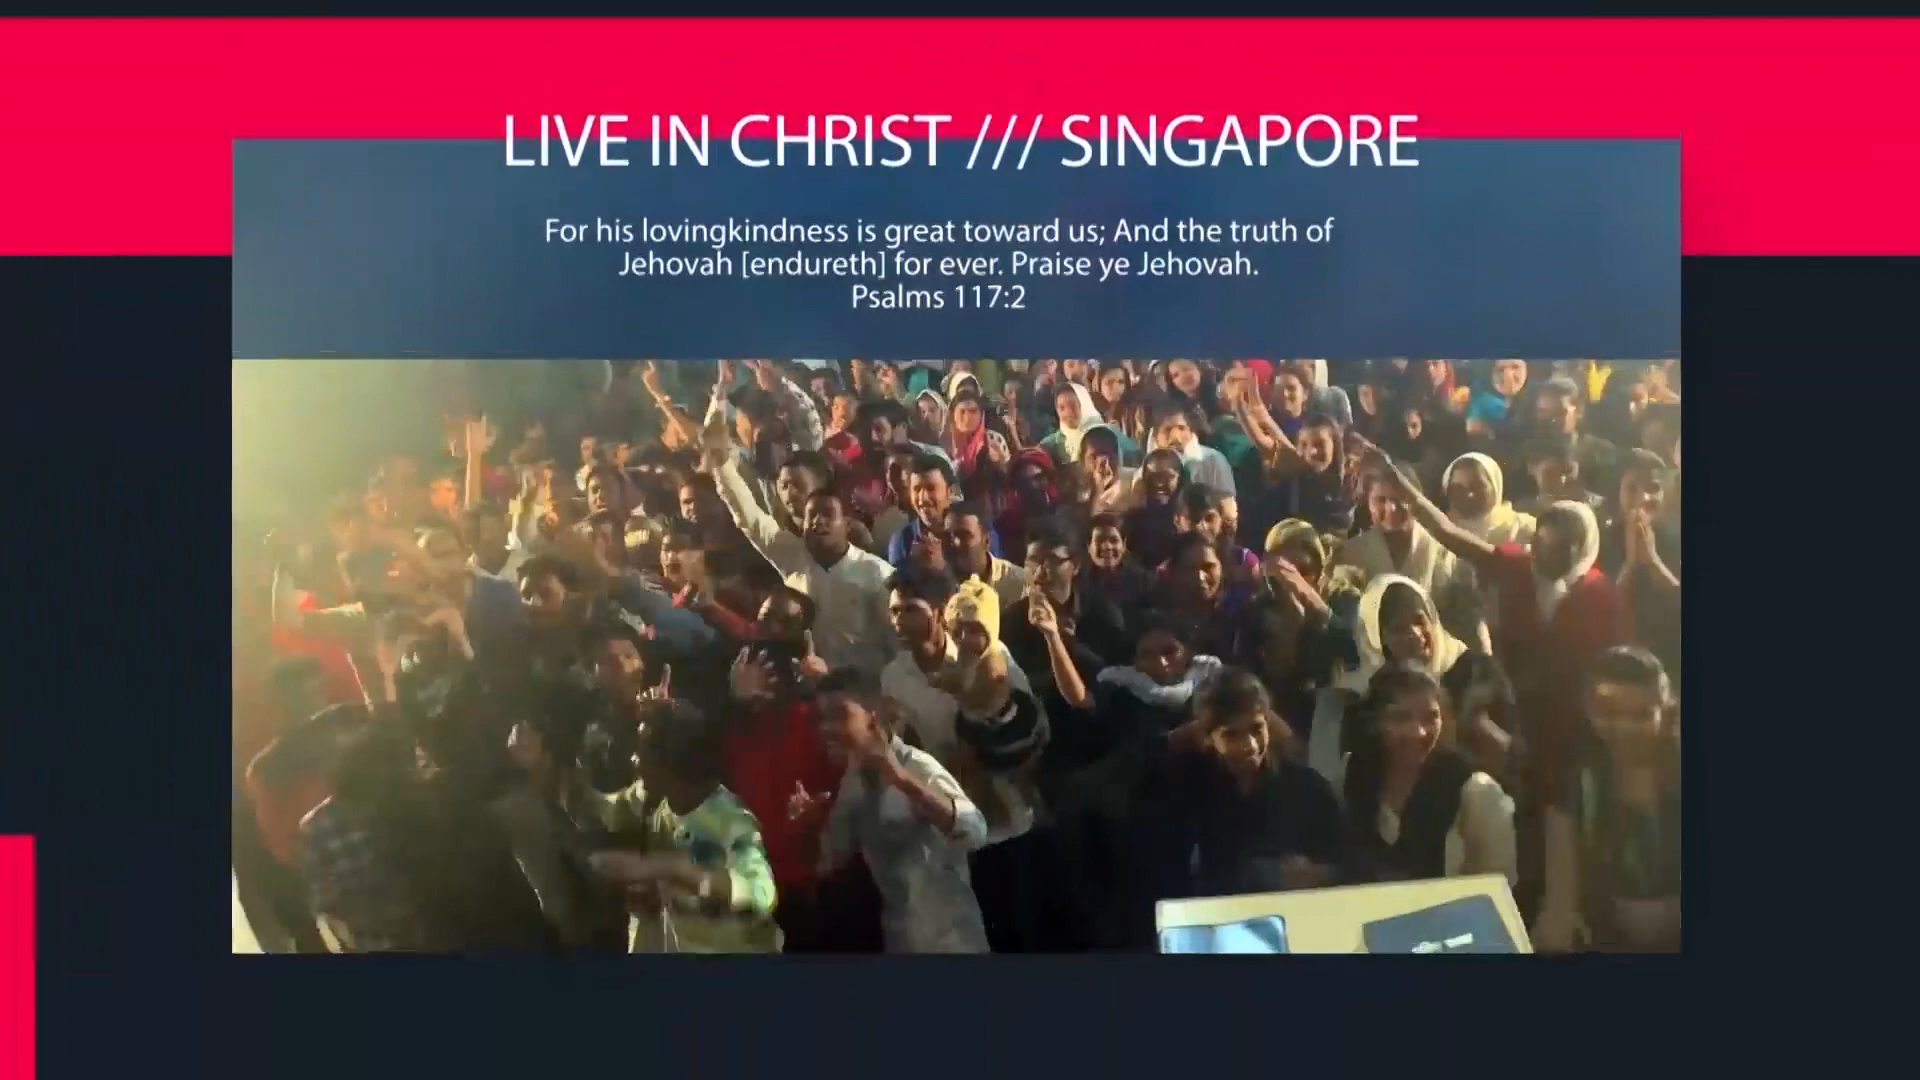 LIVE IN CHRIST /// SINGAPORE
For his lovingkindness is great toward us; And the truth of
Jehovah [endureth] for ever. Praise ye Jehovah.
Psalms 117:2